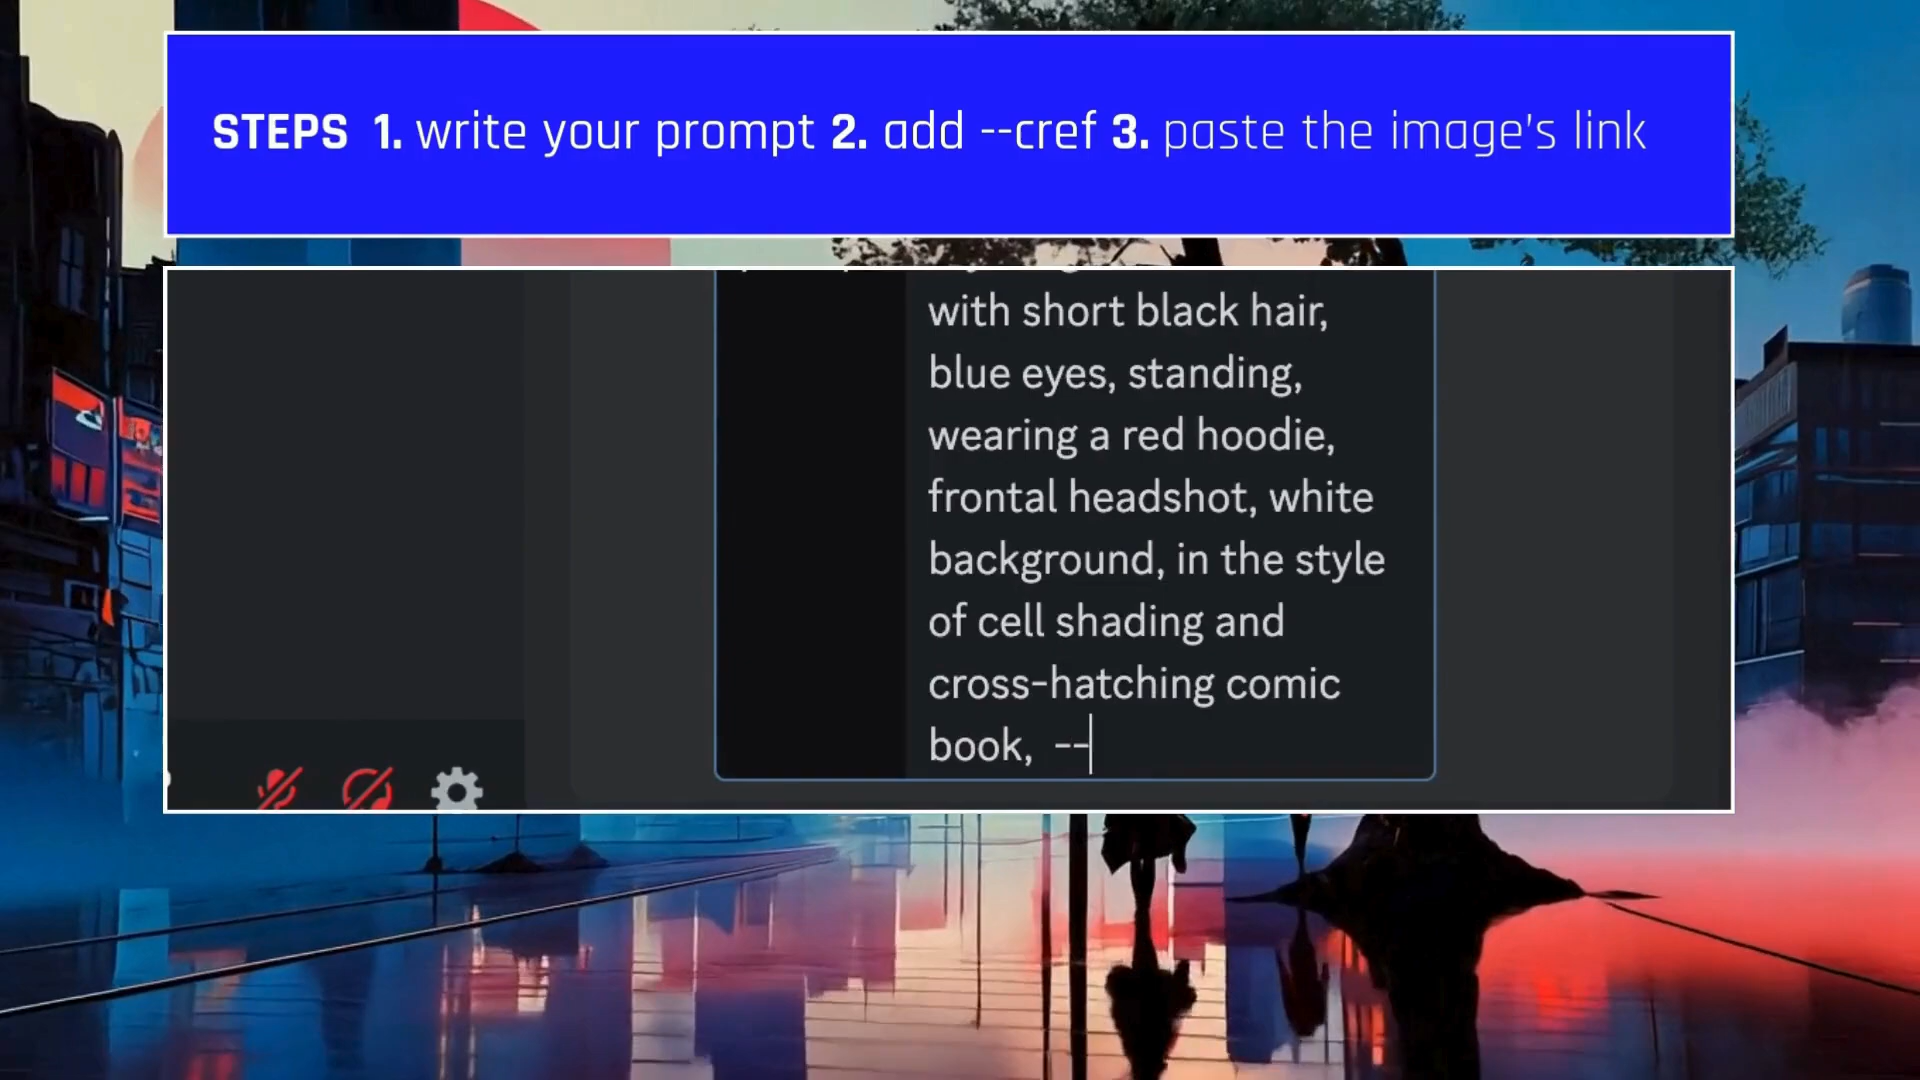 STEPS 1. write your prompt 2. add --cref 3. paste the image's link
with short black hair,
blue eyes, standing,
wearing a red hoodie,
frontal headshot, white
background, in the style
of cell shading and
cross-hatching comic
book, --